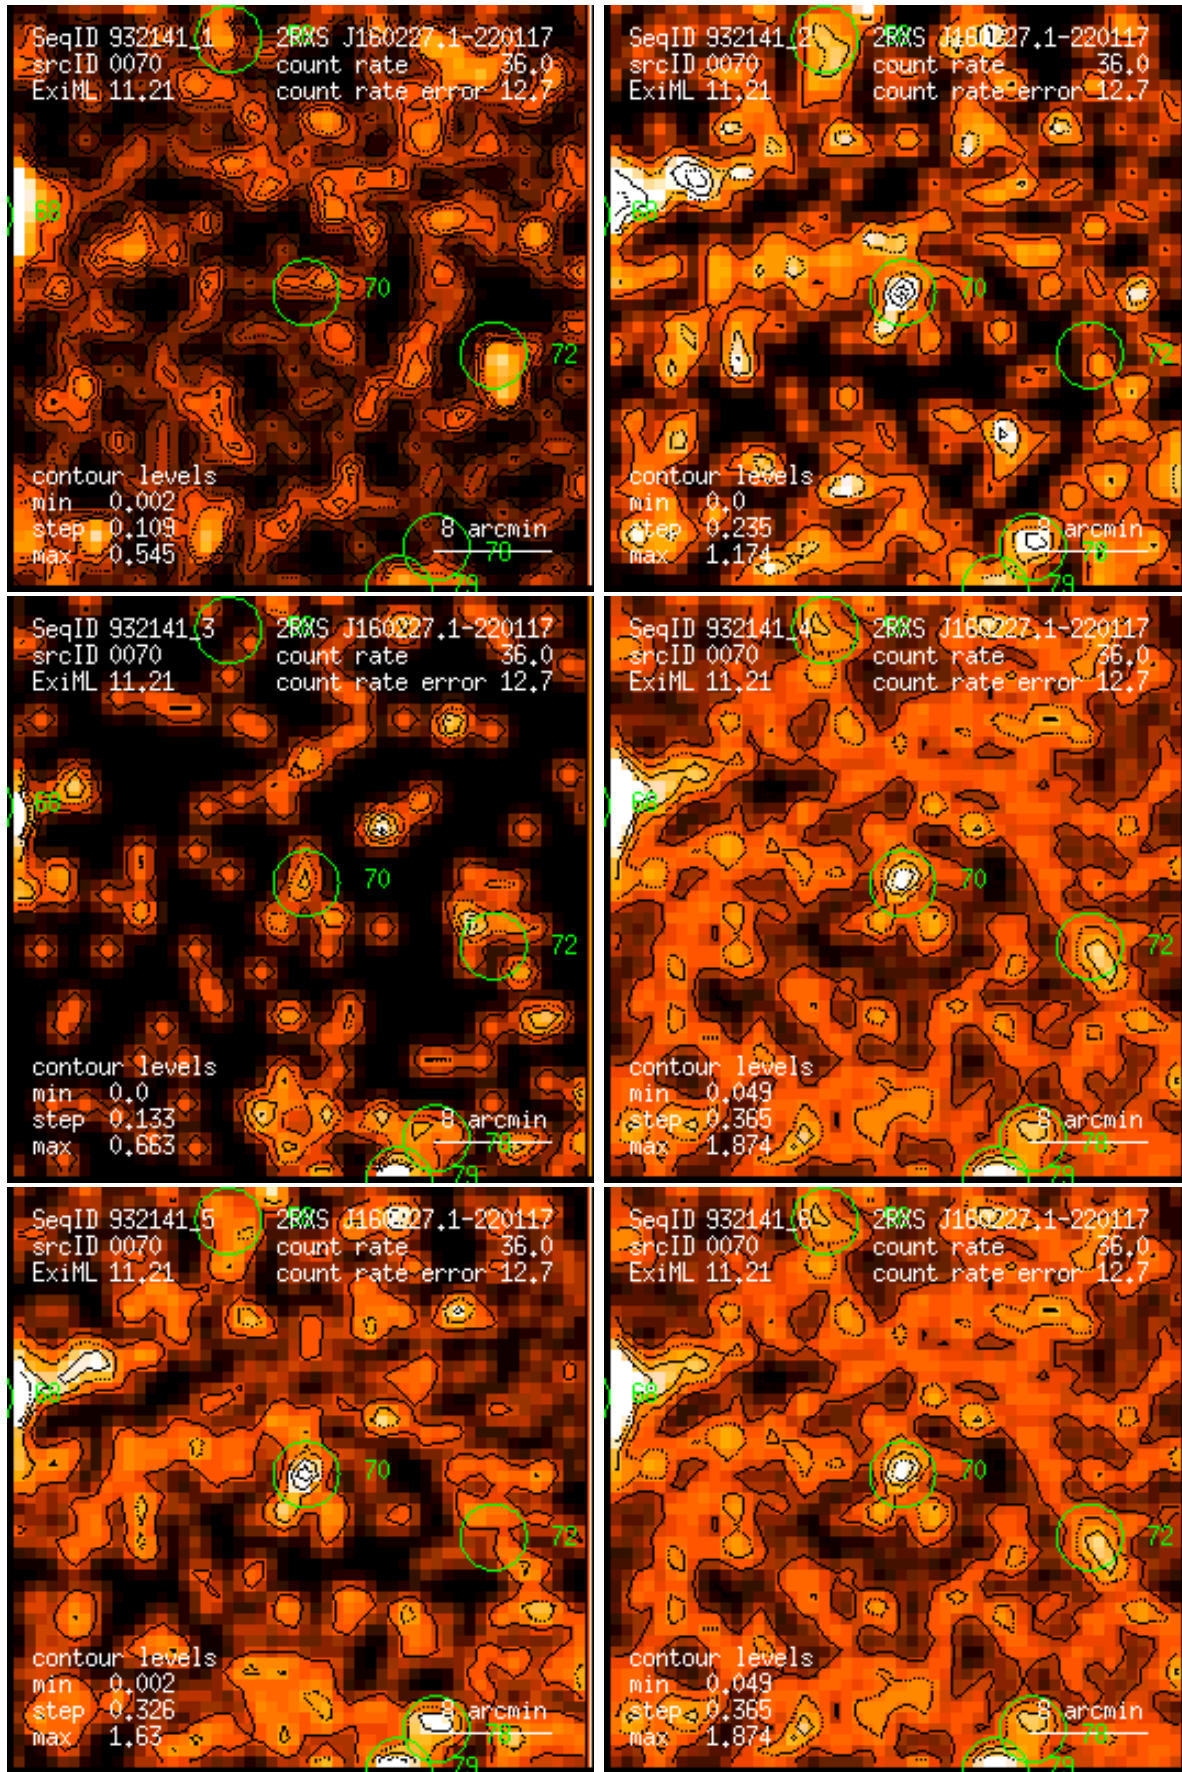 SeqID 932141_1 2RXS J160227.1-220117
srcID 0070 count rate 36.0
ExiML 11.21 count rate error 12.7
68
70
72
contour levels
min 0.002
step 0.109
max 0.545
8 arcmin
79
SeqID 932141_2 2RXS J160227.1-220117
srcID 0070 count rate 36.0
ExiML 11.21 count rate error 12.7
68
70
72
contour levels
min 0.0
step 0.235
max 1.174
8 arcmin
79
SeqID 932141_3 2RXS J160227.1-220117
srcID 0070 count rate 36.0
ExiML 11.21 count rate error 12.7
68
70
72
contour levels
min 0.0
step 0.133
max 0.663
8 arcmin
79
SeqID 932141_4 2RXS J160227.1-220117
srcID 0070 count rate 36.0
ExiML 11.21 count rate error 12.7
68
70
72
contour levels
min 0.049
step 0.365
max 1.874
8 arcmin
79
SeqID 932141_5 2RXS J160227.1-220117
srcID 0070 count rate 36.0
ExiML 11.21 count rate error 12.7
68
70
72
contour levels
min 0.002
step 0.326
max 1.63
8 arcmin
79
SeqID 932141_6 2RXS J160227.1-220117
srcID 0070 count rate 36.0
ExiML 11.21 count rate error 12.7
68
70
72
contour levels
min 0.049
step 0.365
max 1.874
8 arcmin
79